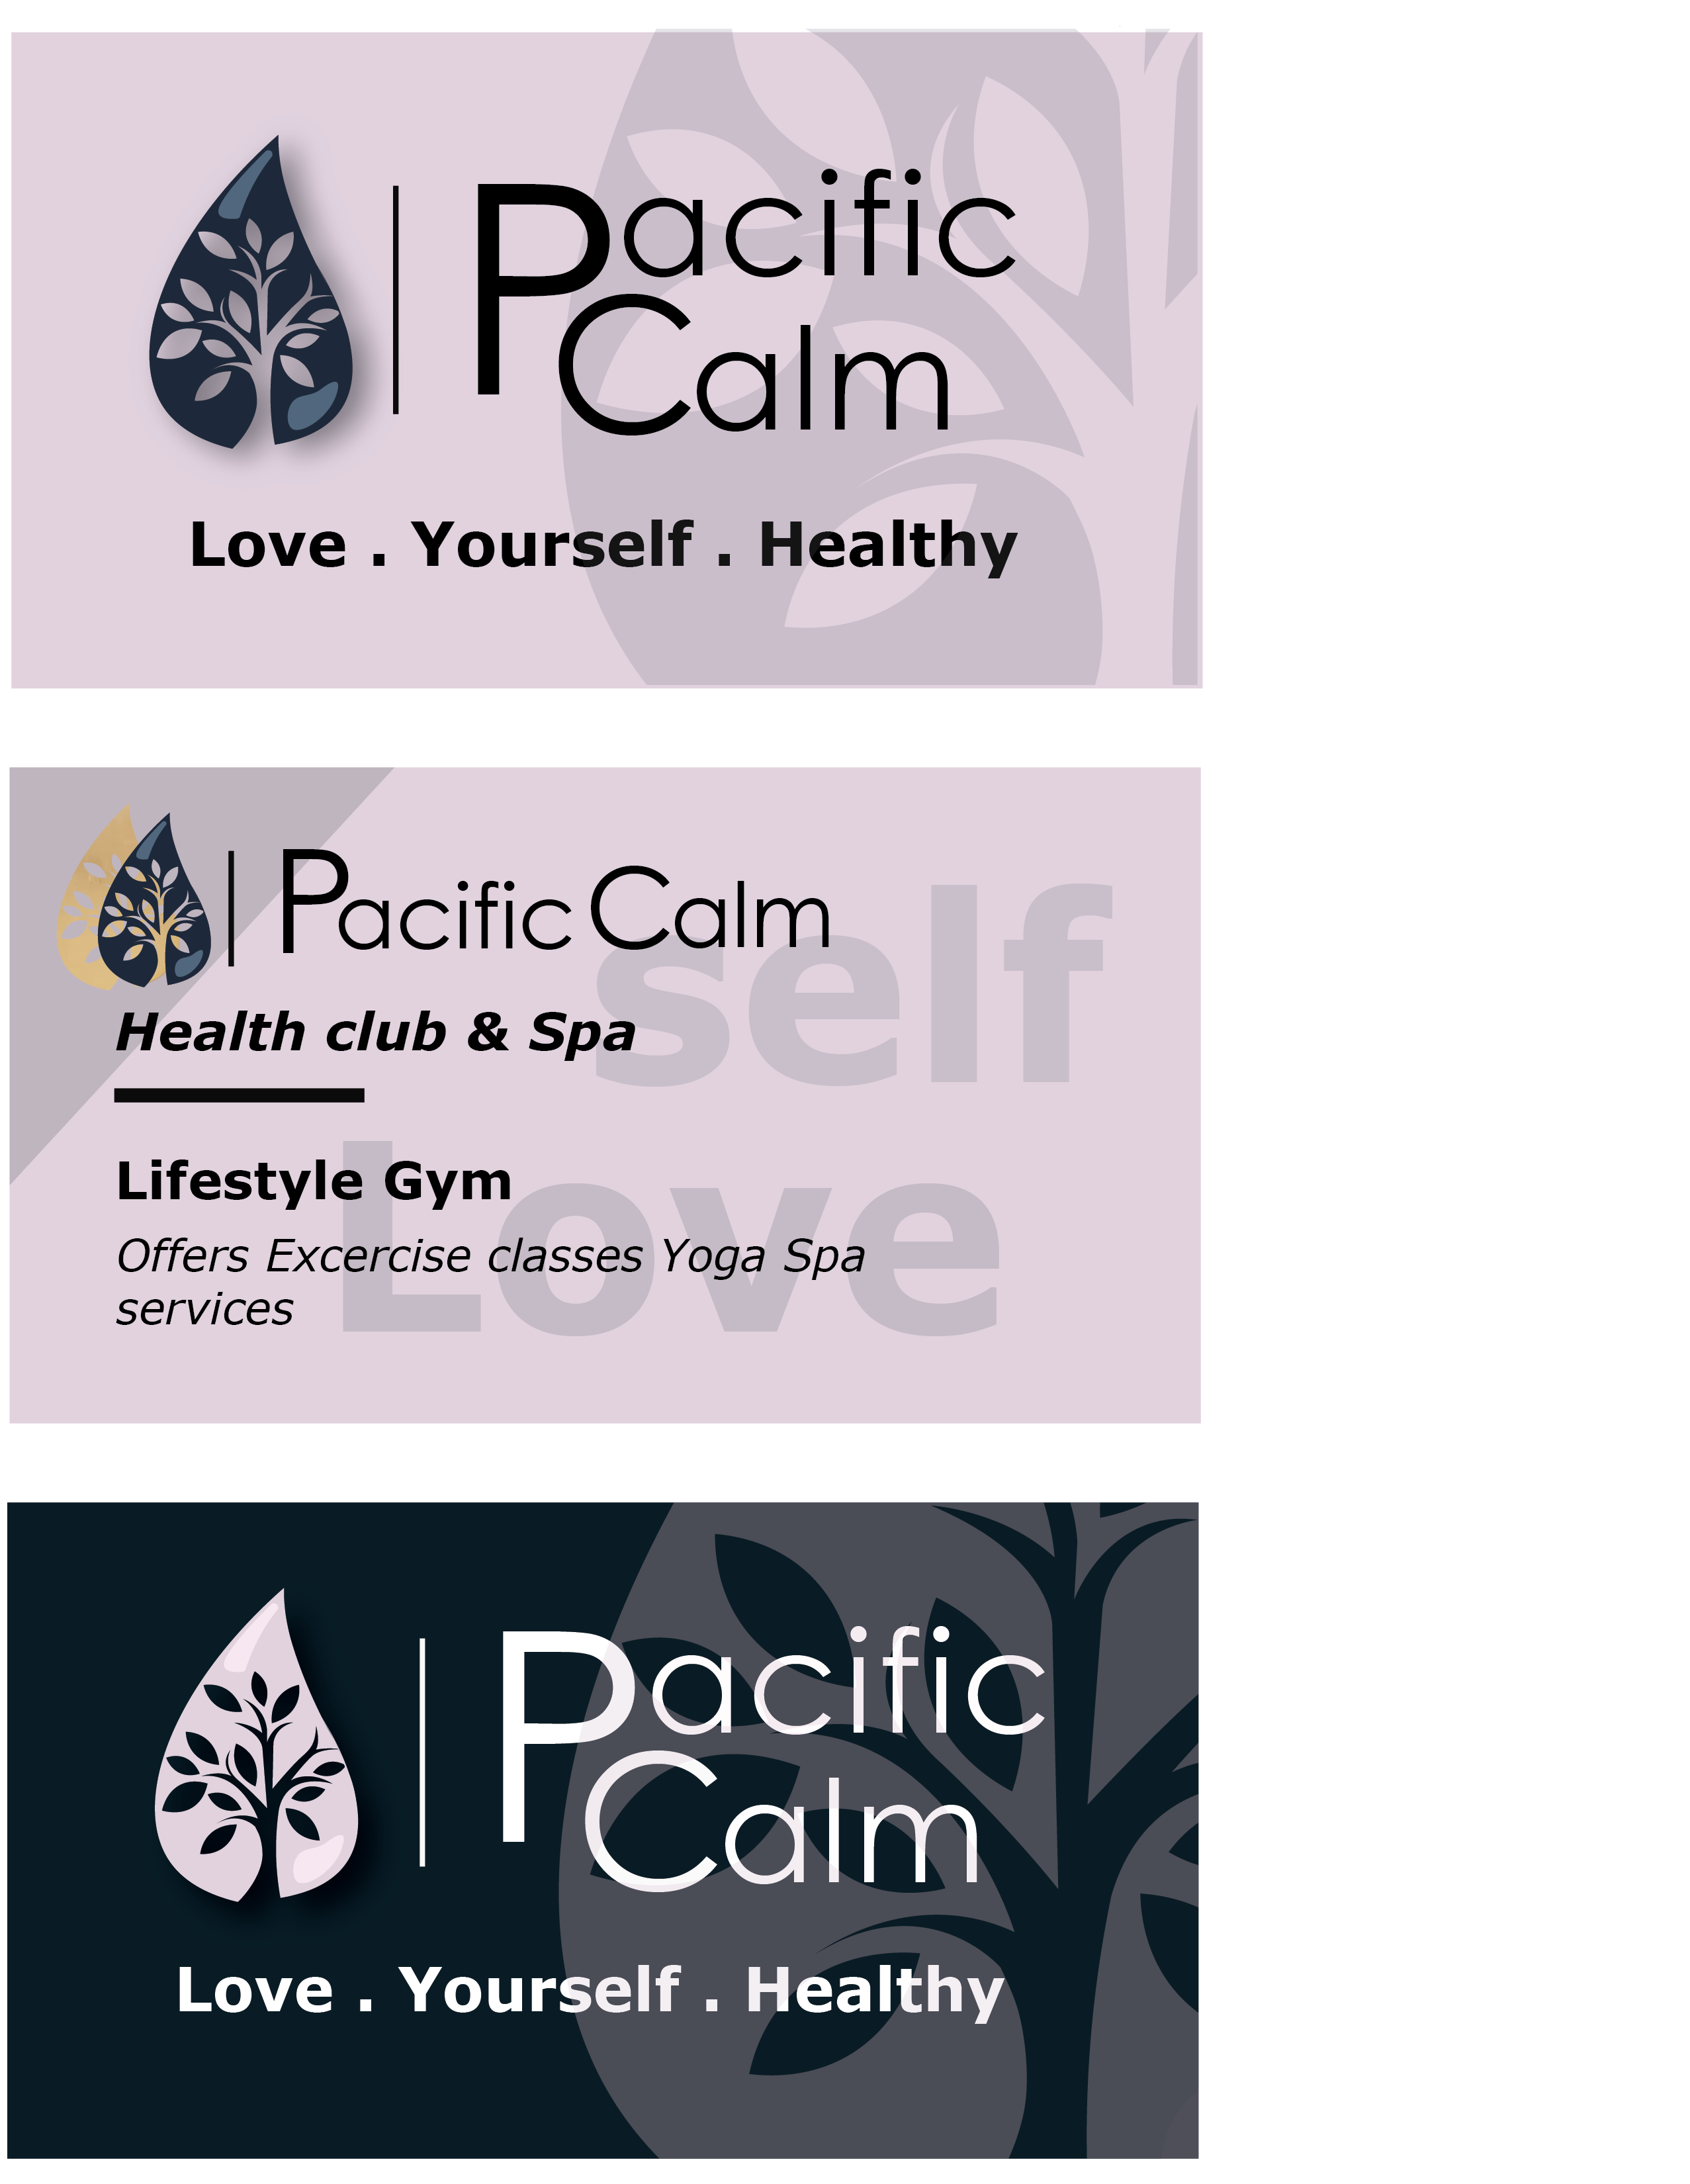 Pacific
Calm
Love . Yourself . Healthy
Pacific Calm
self
Health club & Spa
Lifestyle Gym
Love
Offers Excercise classes Yoga Spa
services
Pacific
Calm
Love . Yourself . Healthy